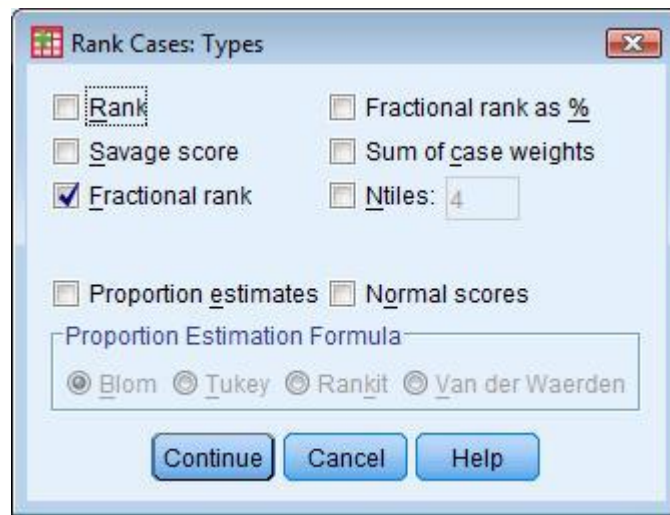 Rank Cases: Types
Rank
Fractional rank as %
Savage score
Sum of case weights
Fractional rank
Ntiles: 4
Proportion estimates
Normal scores
Proportion Estimation Formula
Blom Tukey Rankit Van der Waerden
Continue Cancel Help